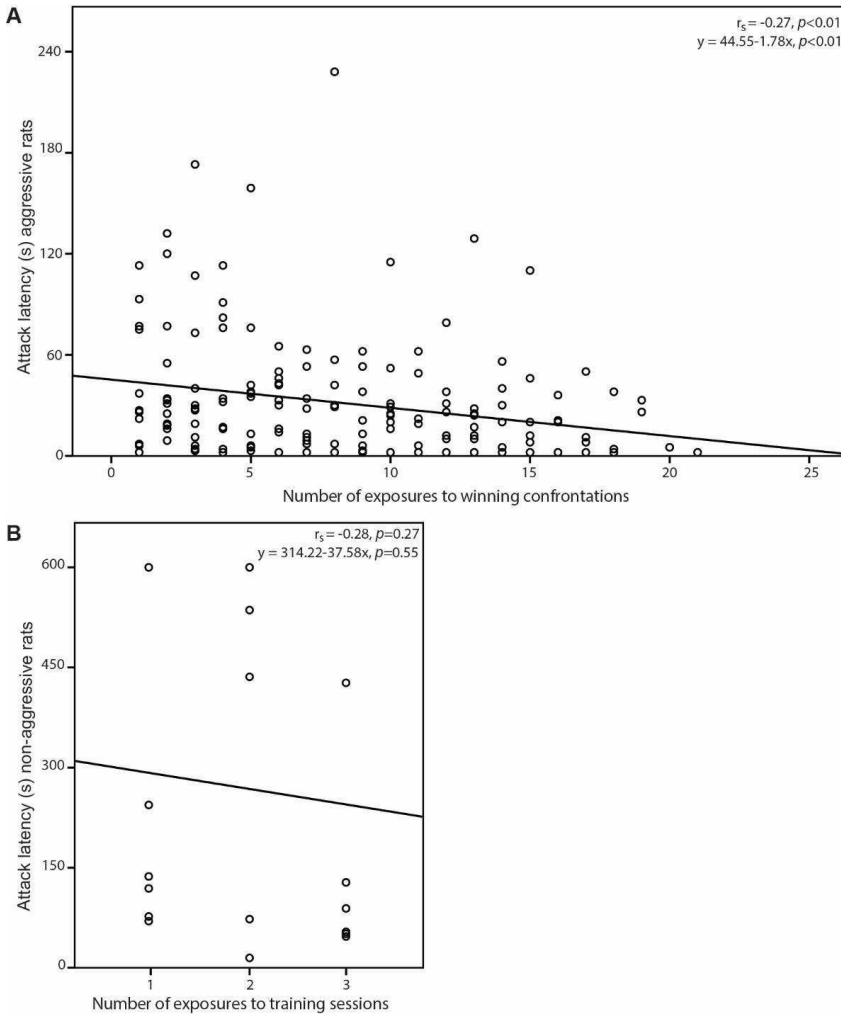 A
r_s = -0.27, p<0.01
y = 44.55-1.78x, p<0.01
240
180
120
60
0
Attack latency (s) aggressive rats
0 5 10 15 20 25
Number of exposures to winning confrontations
B
r_s = -0.28, p=0.27
y = 314.22-37.58x, p=0.55
600
450
300
150
0
Attack latency (s) non-aggressive rats
1 2 3
Number of exposures to training sessions